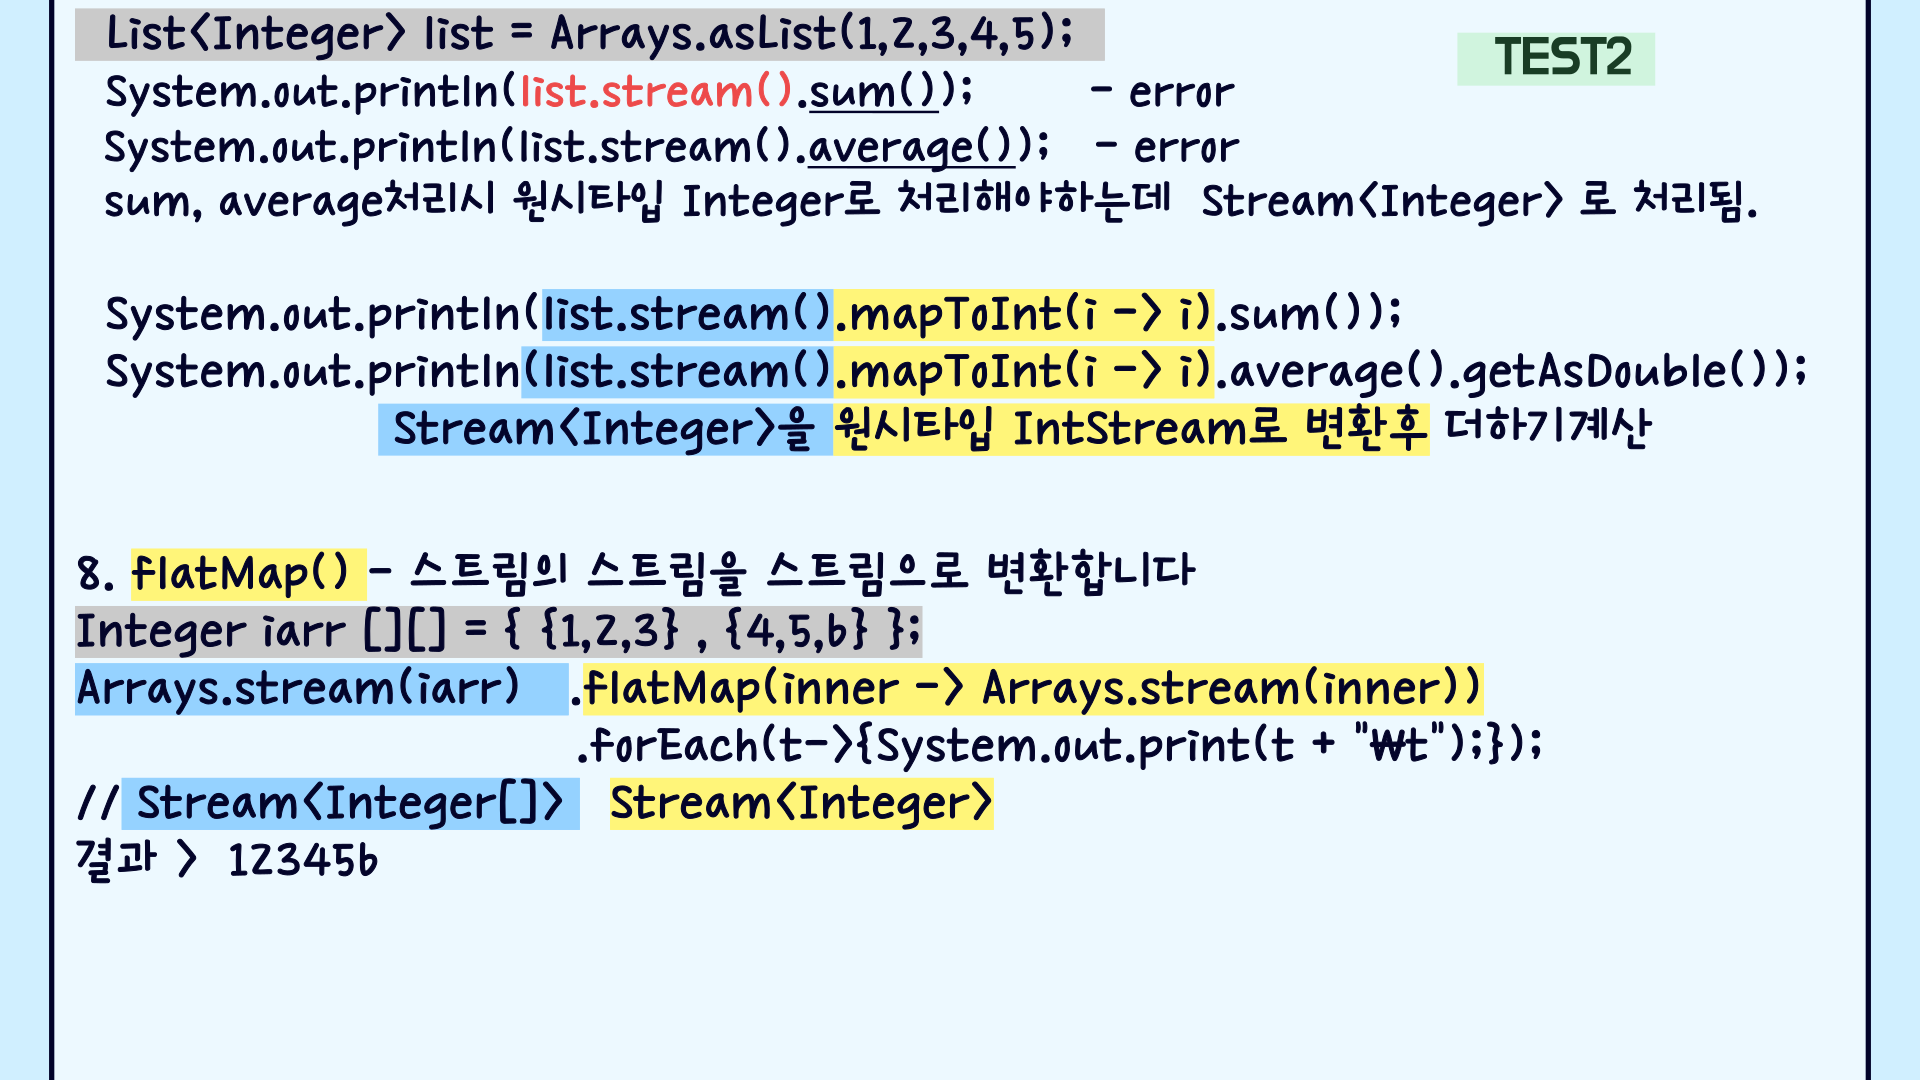 List<Integer> list = Arrays.asList(1,2,3,4,5);
TEST2
System.out.println(list.stream().sum()); - error
System.out.println(list.stream().average()); - error
sum, average처리시 원시타입 Integer로 처리해야하는데 Stream<Integer> 로 처리됨.
System.out.println(list.stream().mapToInt(i -> i).sum());
System.out.println(list.stream().mapToInt(i -> i).average().getAsDouble());
Stream<Integer>을 원시타입 IntStream로 변환후 더하기계산
8. flatMap() - 스트림의 스트림을 스트림으로 변환합니다
Integer iarr [][] = { {1,2,3} , {4,5,6} };
Arrays.stream(iarr) .flatMap(inner -> Arrays.stream(inner))
.forEach(t->{System.out.print(t + "₩t");});
// Stream<Integer[]> Stream<Integer>
결과 > 123456